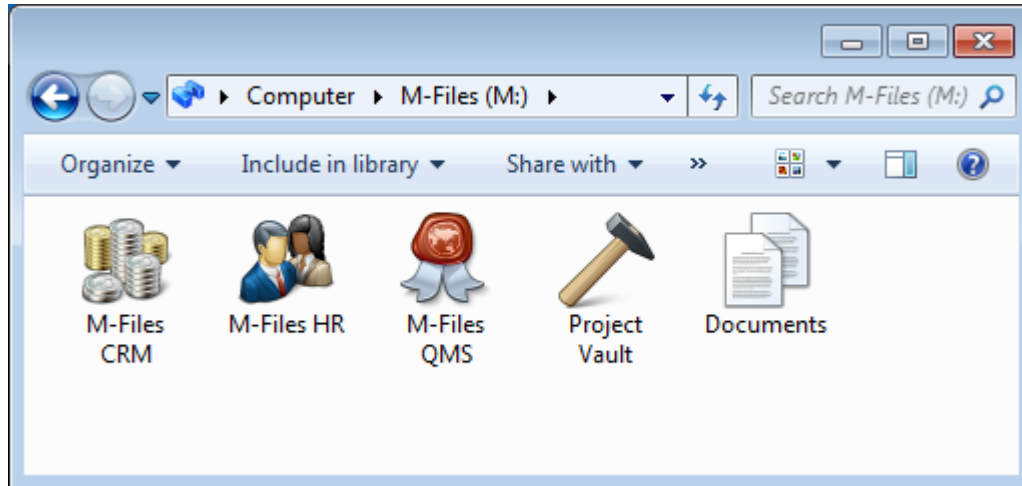 Computer M-Files (M:) Search M-Files (M:)
Organize Include in library Share with »
M-Files CRM
M-Files HR
M-Files QMS
Project Vault
Documents